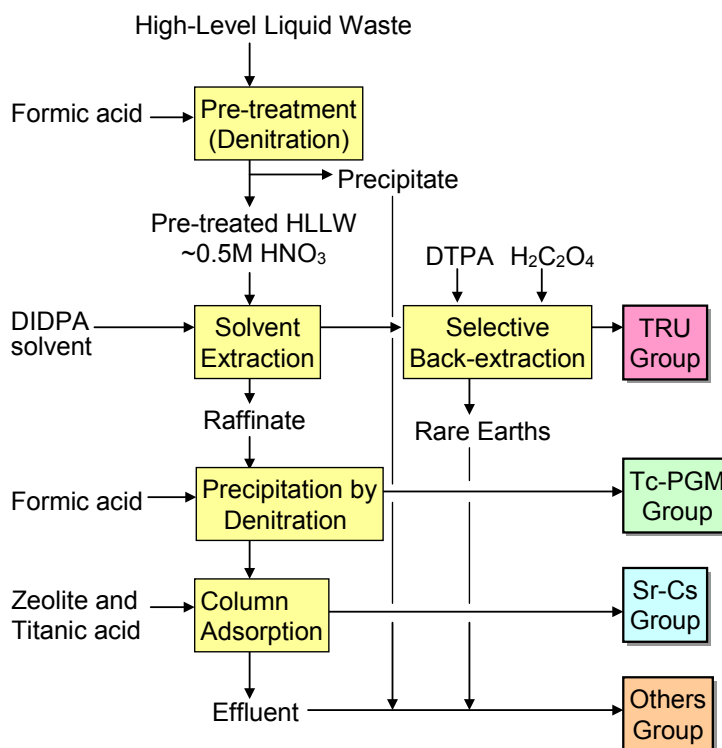 High-Level Liquid Waste
Formic acid
Pre-treatment
(Denitration)
Precipitate
Pre-treated HLLW
~0.5M HNO₃
DTPA
H₂C₂O₄
DIDPA
solvent
Solvent
Extraction
Selective
Back-extraction
TRU
Group
Raffinate
Rare Earths
Formic acid
Precipitation by
Denitration
Tc-PGM
Group
Zeolite and
Titanic acid
Column
Adsorption
Sr-Cs
Group
Effluent
Others
Group